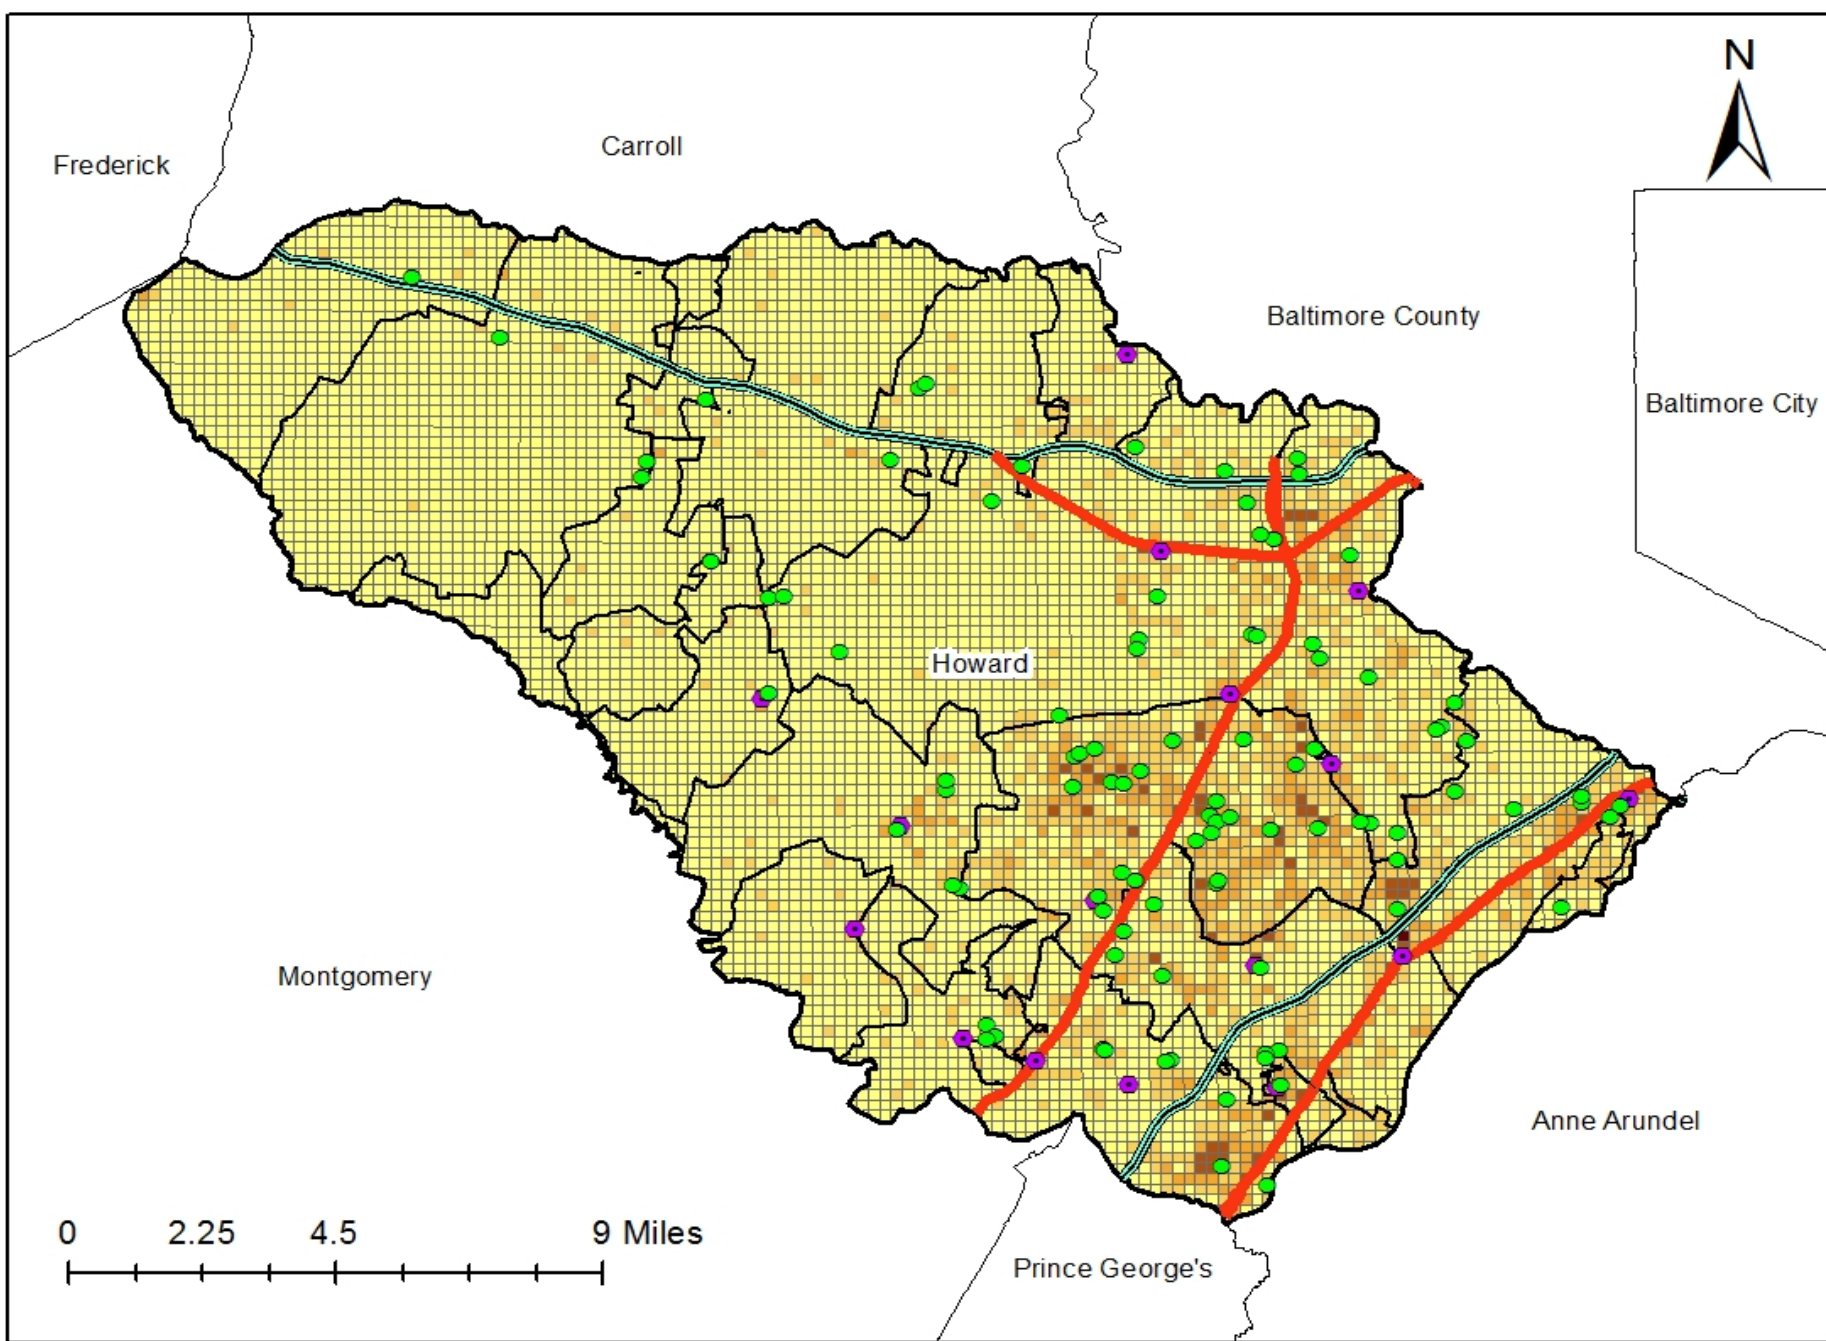 N
Carroll
Frederick
Baltimore County
Baltimore City
Howard
Montgomery
Anne Arundel
0 2.25 4.5 9 Miles
Prince George's